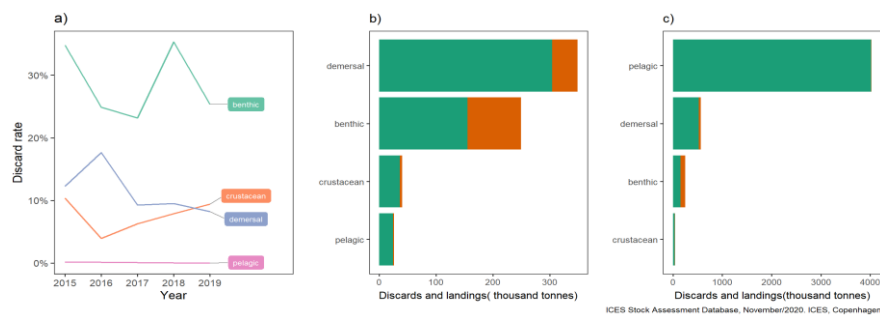 a)
Discard rate
30%
20%
10%
0%
benthic
crustacean
demersal
pelagic
2015 2016 2017 2018 2019
Year
b)
demersal
benthic
crustacean
pelagic
0 100 200 300
Discards and landings( thousand tonnes)
c)
pelagic
demersal
benthic
crustacean
0 1000 2000 3000 4000
Discards and landings(thousand tonnes)
ICES Stock Assessment Database, November/2020. ICES, Copenhagen